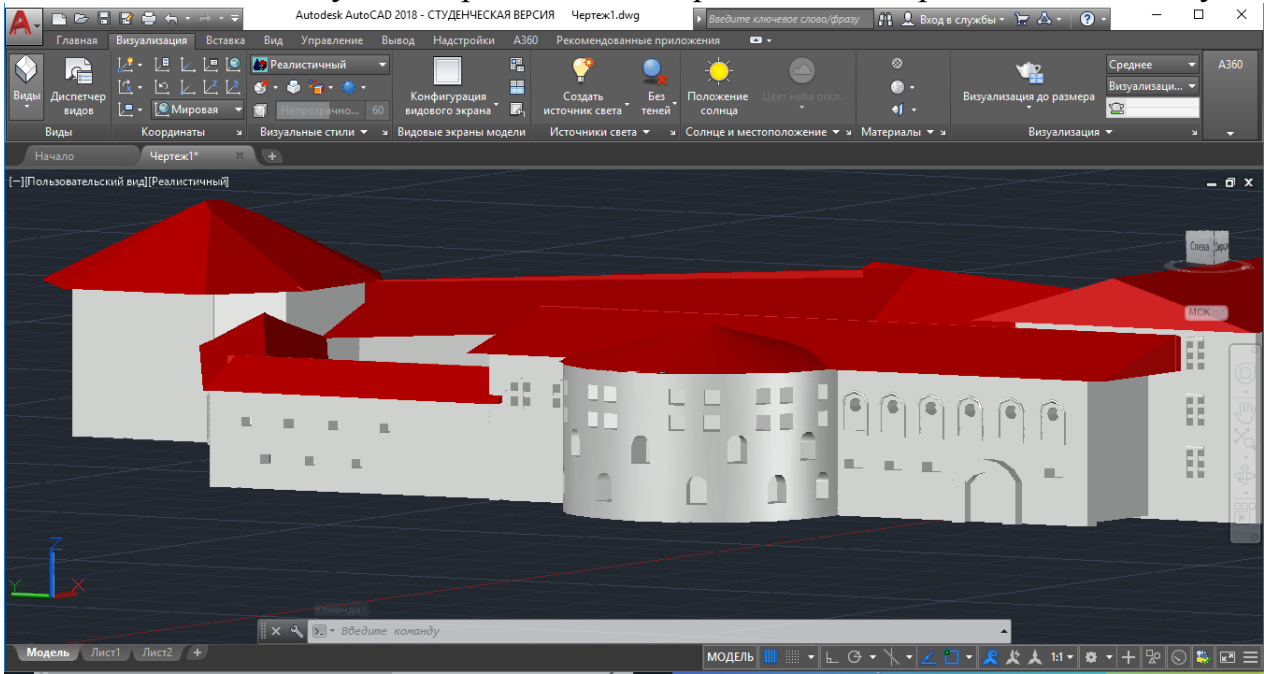 Autodesk AutoCAD 2018 - СТУДЕНЧЕСКАЯ ВЕРСИЯ Чертеж1.dwg
Введите ключевое слово/фразу
Вход в службы
Главная Визуализация Вставка Вид Управление Вывод Надстройки A360 Рекомендованные приложения
Виды
Диспетчер видов
Мировая
Реалистичный
Непрозрачно... 60
Конфигурация видового экрана
Создать источник света
Без теней
Положение солнца
Цвет неба откл.
Визуализация до размера
Среднее
Визуализаци...
A360
Виды Координаты Визуальные стили Видовые экраны модели Источники света Солнце и местоположение Материалы Визуализация
Начало Чертеж1* +
[−][Пользовательский вид][Реалистичный]
Слева
МСК
Z
Y X
Команда:
Введите команду
Модель Лист1 Лист2 +
МОДЕЛЬ 1:1